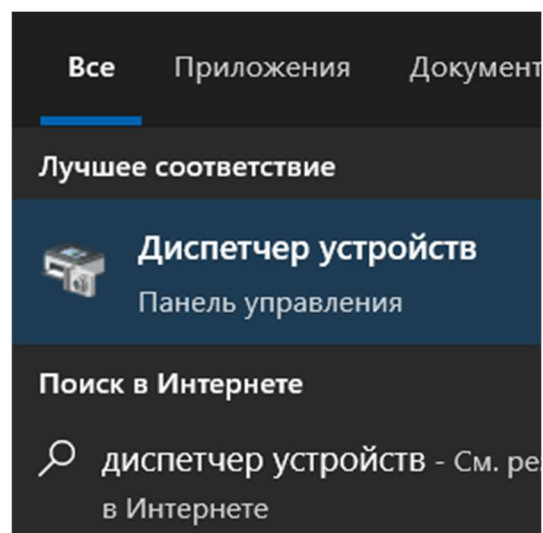 Все Приложения Документ
Лучшее соответствие
Диспетчер устройств
Панель управления
Поиск в Интернете
диспетчер устройств - См. ре
в Интернете